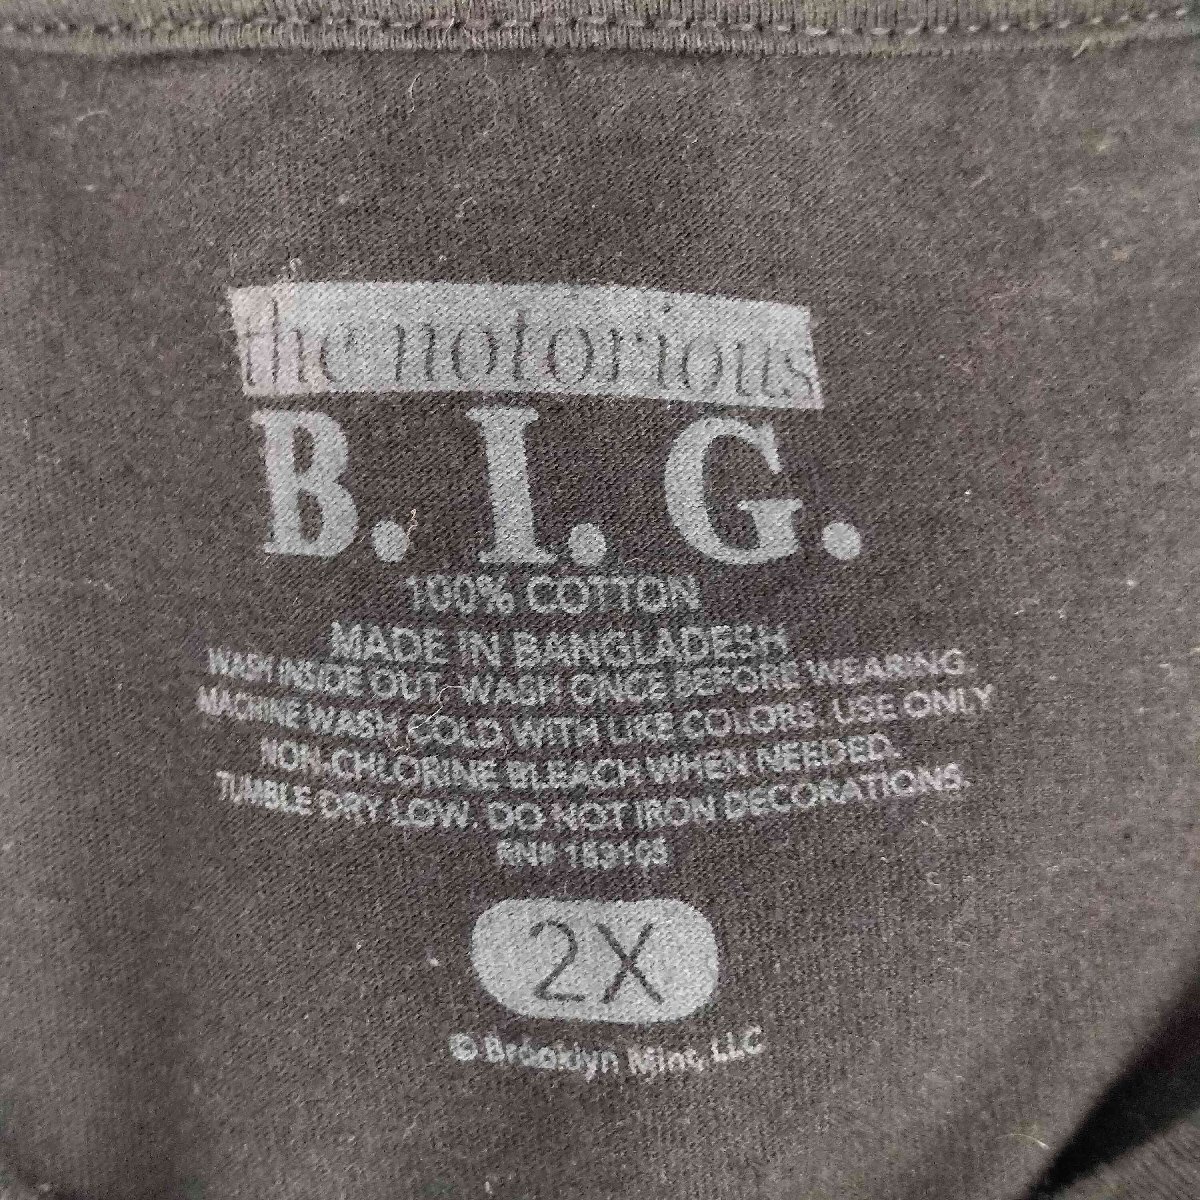 the notorious
B. I. G.
100% COTTON
MADE IN BANGLADESH
WASH INSIDE OUT. WASH ONCE BEFORE WEARING.
MACHINE WASH COLD WITH LIKE COLORS. USE ONLY
NON-CHLORINE BLEACH WHEN NEEDED.
TUMBLE DRY LOW. DO NOT IRON DECORATIONS.
RN# 153105
2X
© Brooklyn Mint, LLC